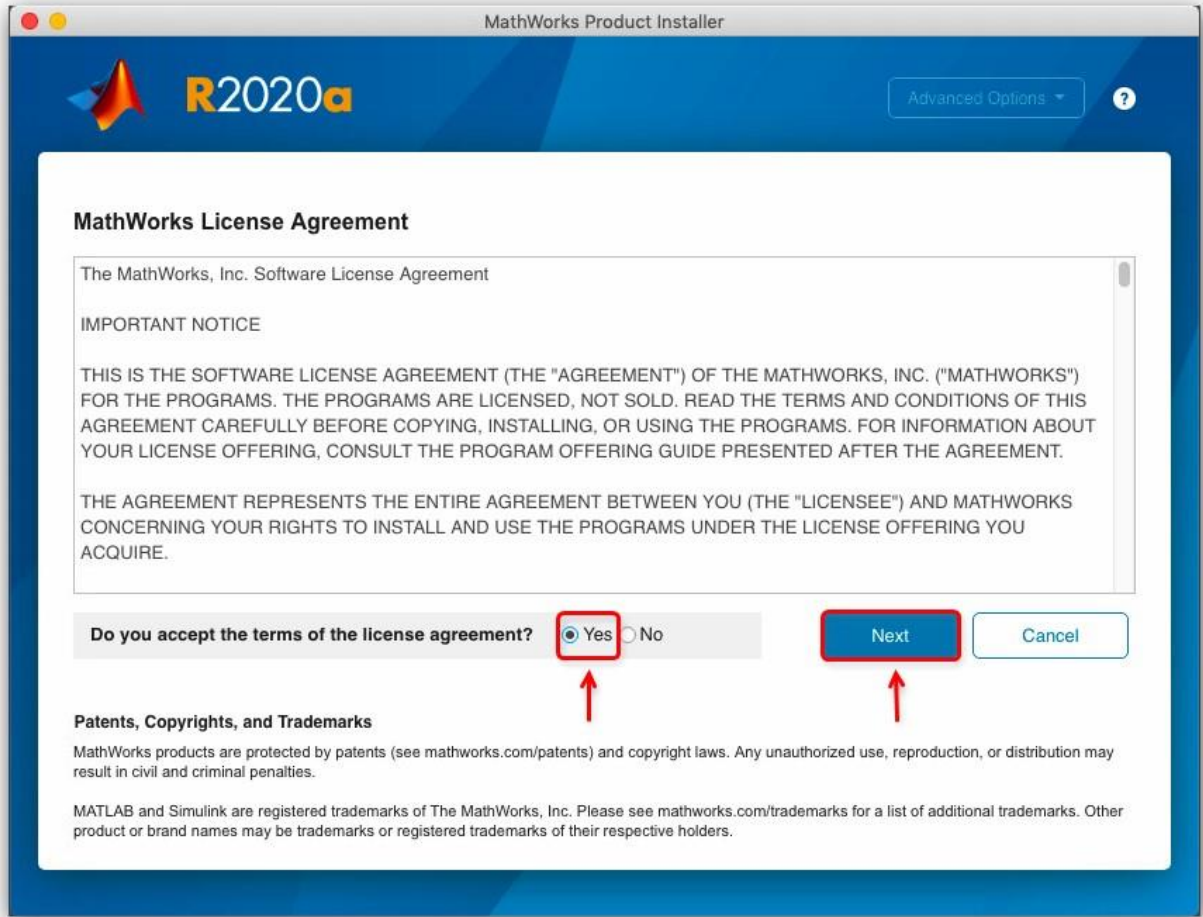 MathWorks Product Installer
R2020a
Advanced Options
?
MathWorks License Agreement
The MathWorks, Inc. Software License Agreement
IMPORTANT NOTICE
THIS IS THE SOFTWARE LICENSE AGREEMENT (THE "AGREEMENT") OF THE MATHWORKS, INC. ("MATHWORKS")
FOR THE PROGRAMS. THE PROGRAMS ARE LICENSED, NOT SOLD. READ THE TERMS AND CONDITIONS OF THIS
AGREEMENT CAREFULLY BEFORE COPYING, INSTALLING, OR USING THE PROGRAMS. FOR INFORMATION ABOUT
YOUR LICENSE OFFERING, CONSULT THE PROGRAM OFFERING GUIDE PRESENTED AFTER THE AGREEMENT.
THE AGREEMENT REPRESENTS THE ENTIRE AGREEMENT BETWEEN YOU (THE "LICENSEE") AND MATHWORKS
CONCERNING YOUR RIGHTS TO INSTALL AND USE THE PROGRAMS UNDER THE LICENSE OFFERING YOU
ACQUIRE.
Do you accept the terms of the license agreement? Yes No
Next
Cancel
Patents, Copyrights, and Trademarks
MathWorks products are protected by patents (see mathworks.com/patents) and copyright laws. Any unauthorized use, reproduction, or distribution may
result in civil and criminal penalties.
MATLAB and Simulink are registered trademarks of The MathWorks, Inc. Please see mathworks.com/trademarks for a list of additional trademarks. Other
product or brand names may be trademarks or registered trademarks of their respective holders.